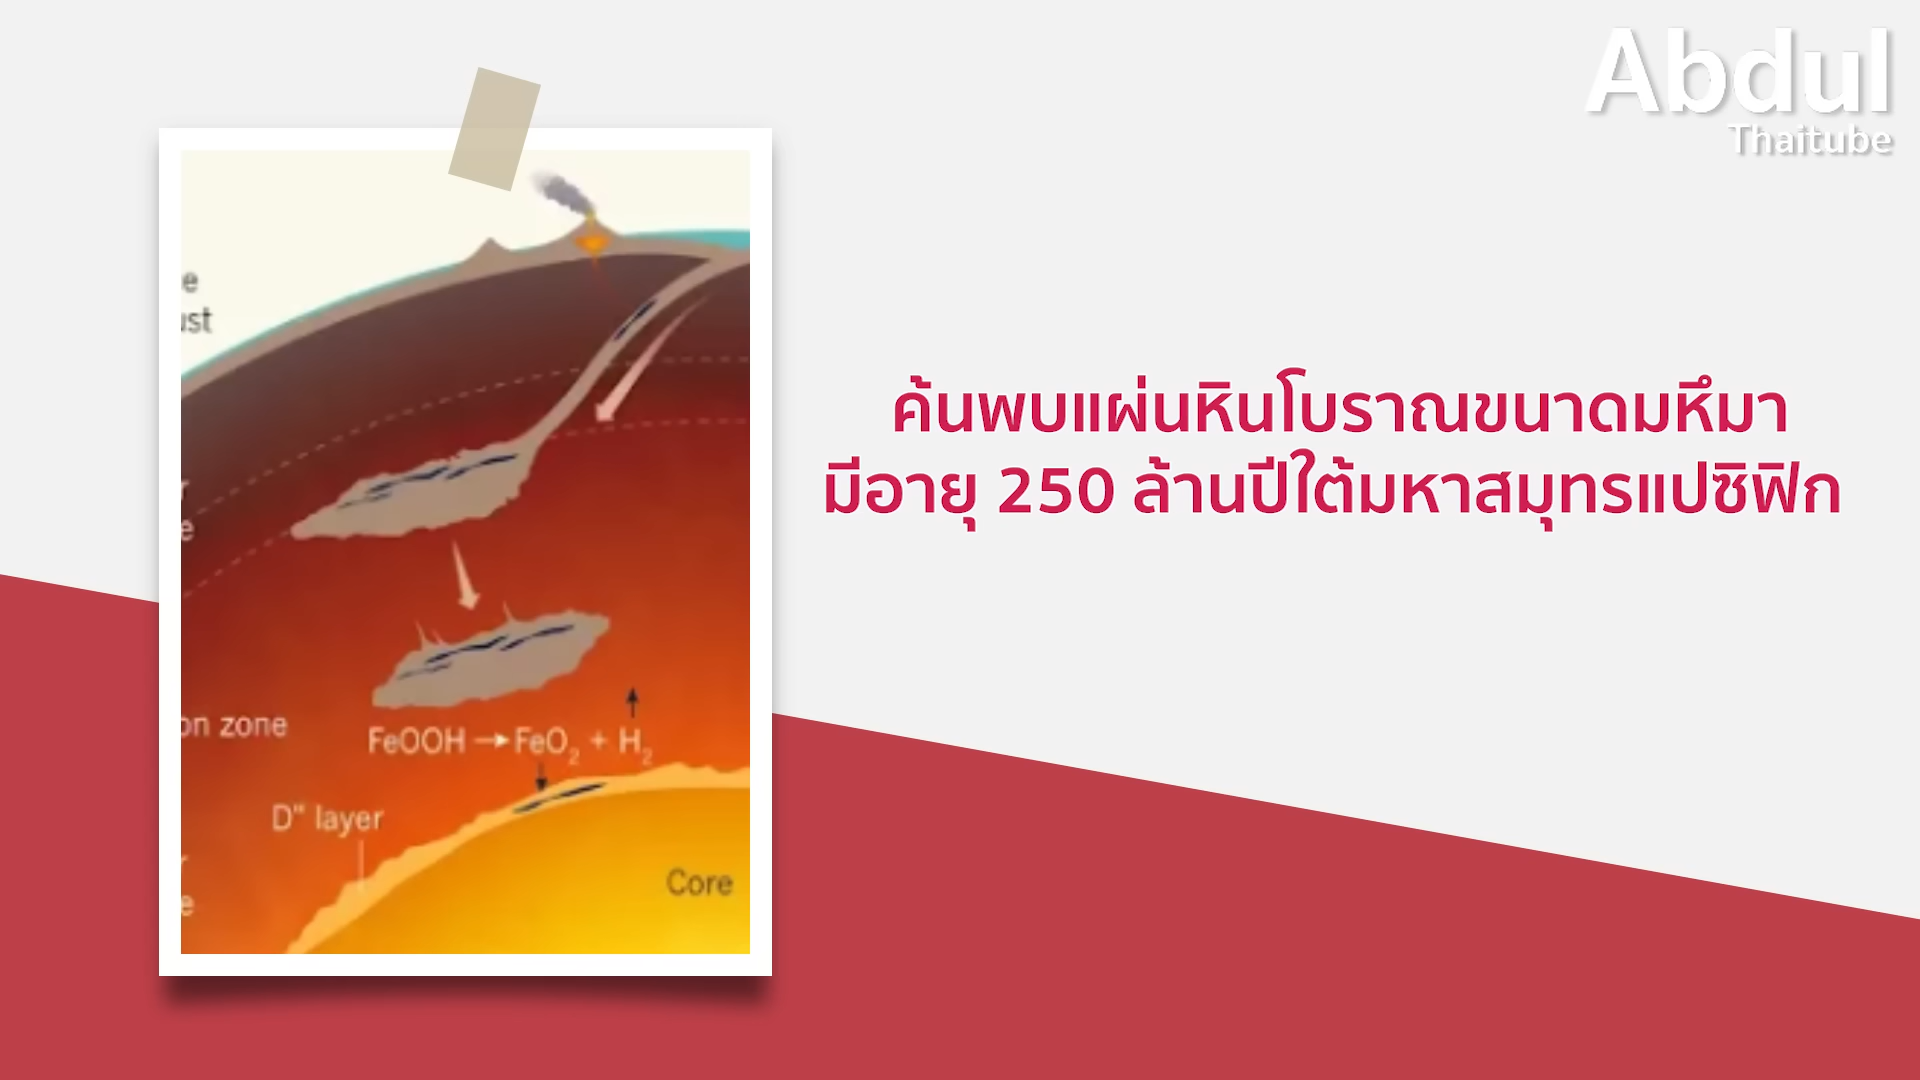 Abdul
Thaitube
ค้นพบแผ่นหินโบราณขนาดมหึมา
มีอายุ 250 ล้านปีใต้มหาสมุทรแปซิฟิก
FeOOH → FeO₂ + H₂
zone
D" layer
Core